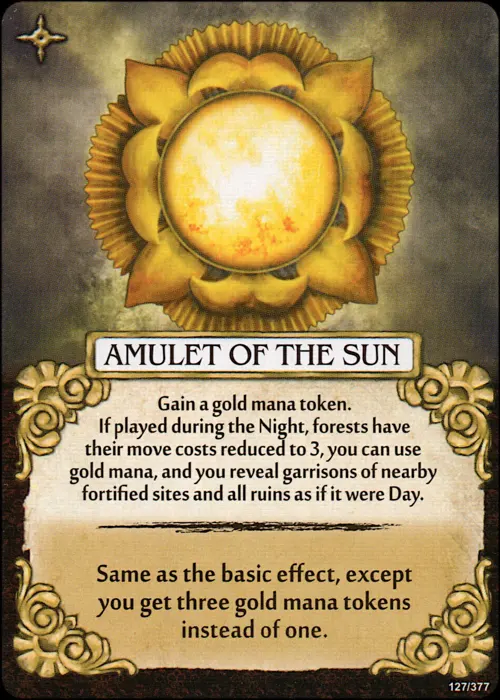 AMULET OF THE SUN
Gain a gold mana token.
If played during the Night, forests have
their move costs reduced to 3, you can use
gold mana, and you reveal garrisons of nearby
fortified sites and all ruins as if it were Day.
Same as the basic effect, except
you get three gold mana tokens
instead of one.
127/377